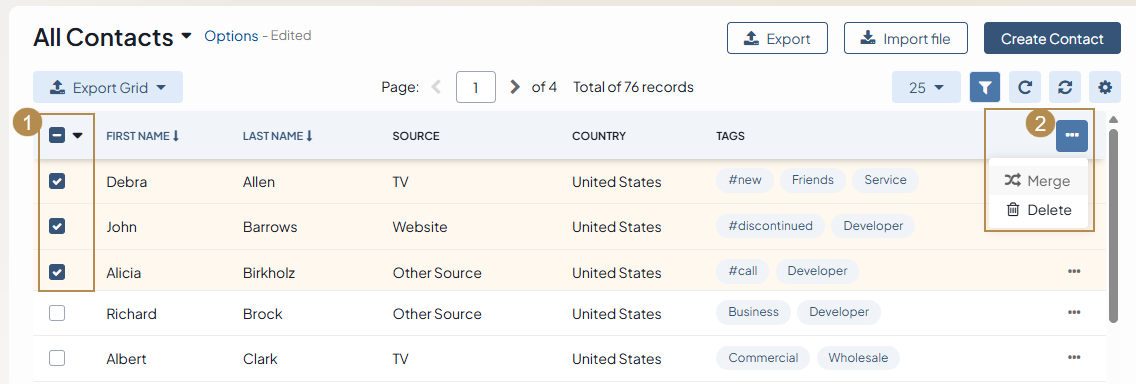 All Contacts Options - Edited Export Import file Create Contact
Export Grid Page: 1 of 4 Total of 76 records 25
1 2
FIRST NAME LAST NAME SOURCE COUNTRY TAGS
Debra Allen TV United States #new Friends Service
Merge
John Barrows Website United States #discontinued Developer
Delete
Alicia Birkholz Other Source United States #call Developer
Richard Brock Other Source United States Business Developer
Albert Clark TV United States Commercial Wholesale